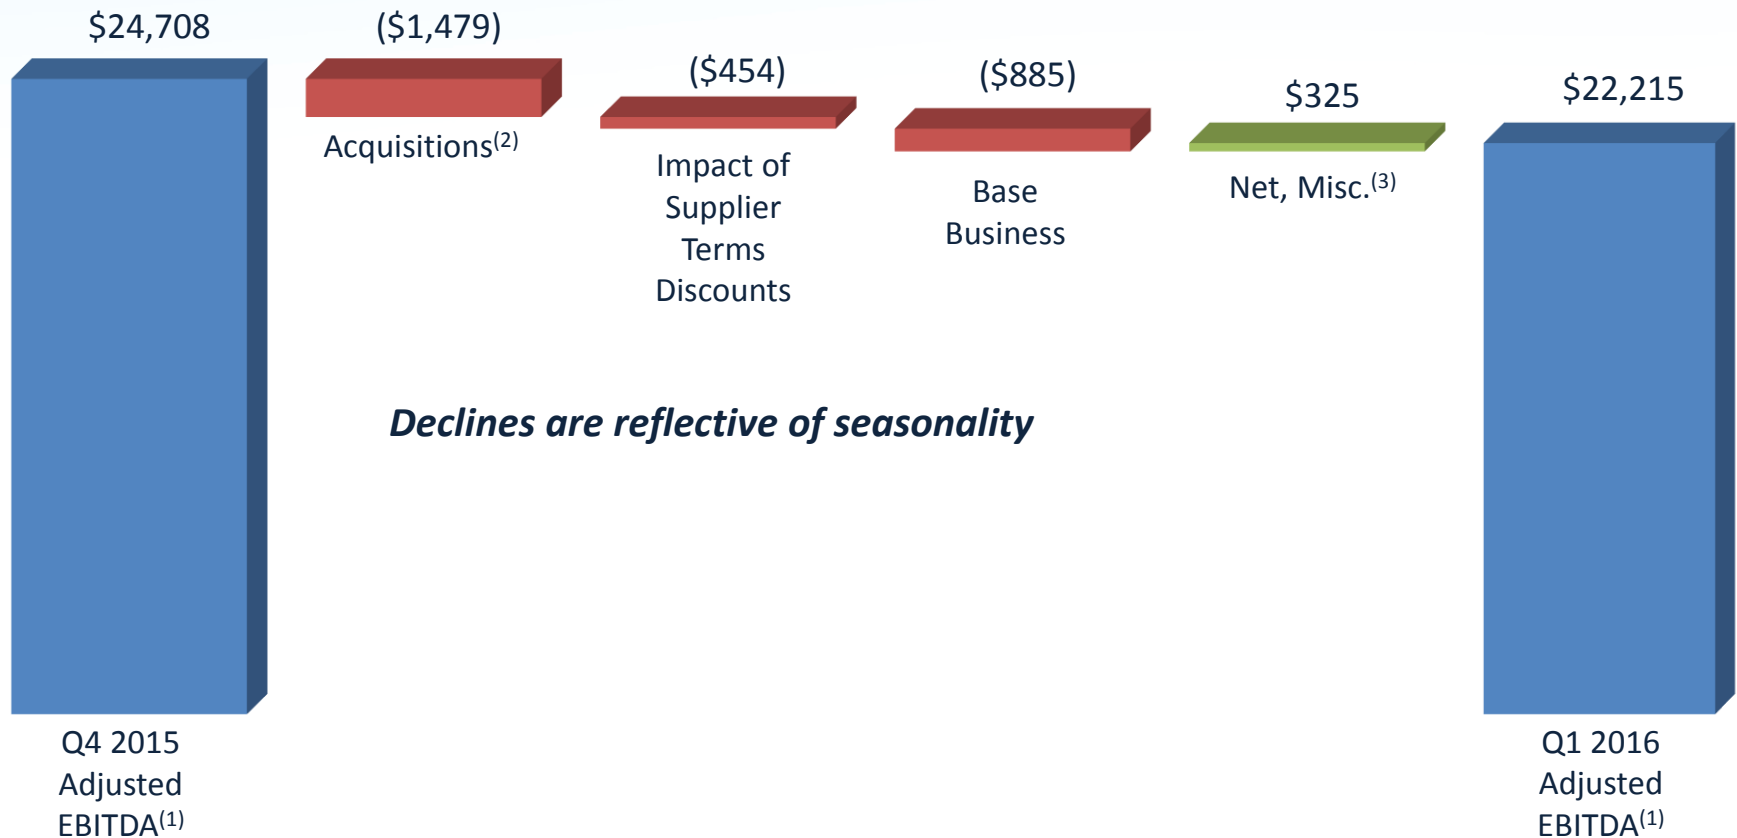 $24,708
($1,479)
($454)
($885)
$325
$22,215
Acquisitions(2)
Impact of
Supplier
Terms
Discounts
Base
Business
Net, Misc.(3)
Declines are reflective of seasonality
Q4 2015
Adjusted
EBITDA(1)
Q1 2016
Adjusted
EBITDA(1)